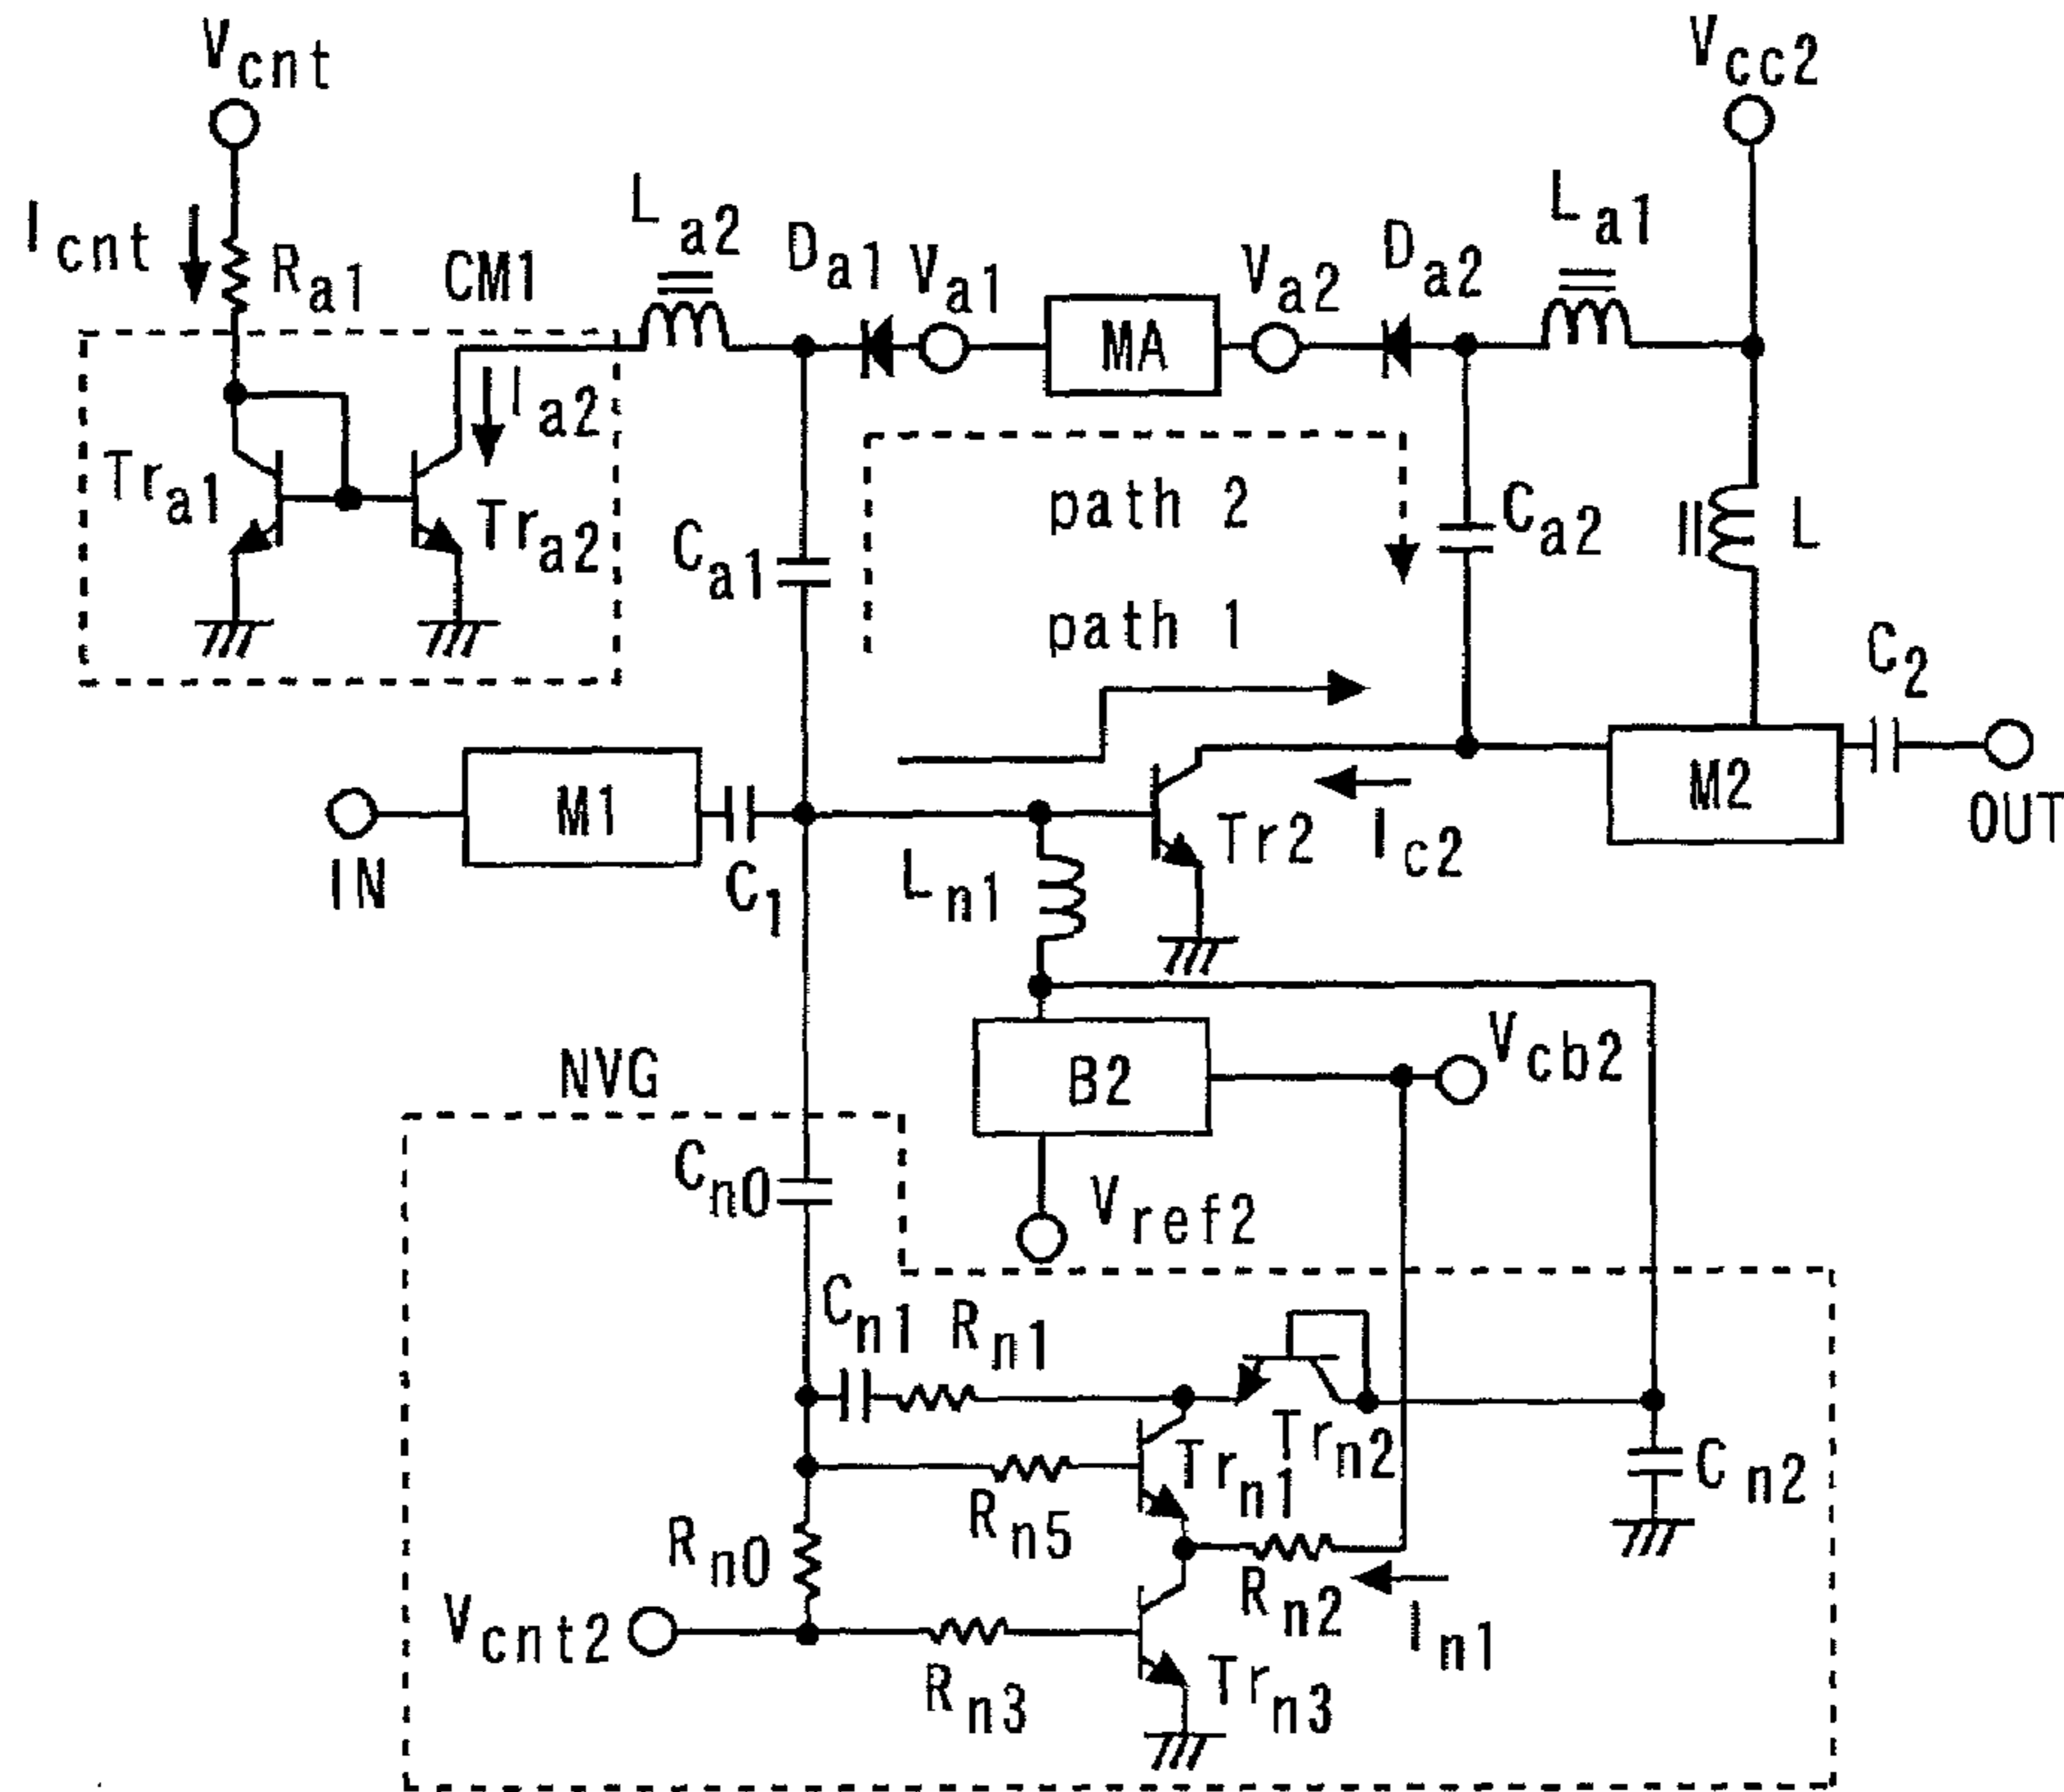 Vcnt
Vcc2
Icnt
Ra1
CM1
La2
Da1
Va1
MA
Va2
Da2
La1
Ia2
Tra1
Tra2
Ca1
path 2
path 1
Ca2
L
C2
IN
M1
C1
Ln1
Tr2
Ic2
M2
OUT
NVG
B2
Vcb2
Vref2
Cn0
Cn1
Rn1
Trn2
Trn1
Cn2
Rn5
Rn0
Rn2
In1
Vcnt2
Rn3
Trn3